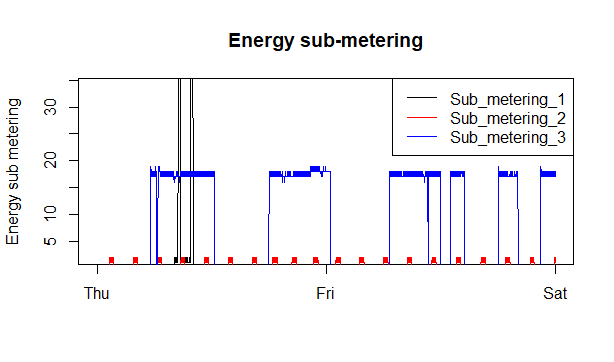 Energy sub-metering
Sub_metering_1
Sub_metering_2
Sub_metering_3
Energy sub metering
30
20
10
5
Thu Fri Sat